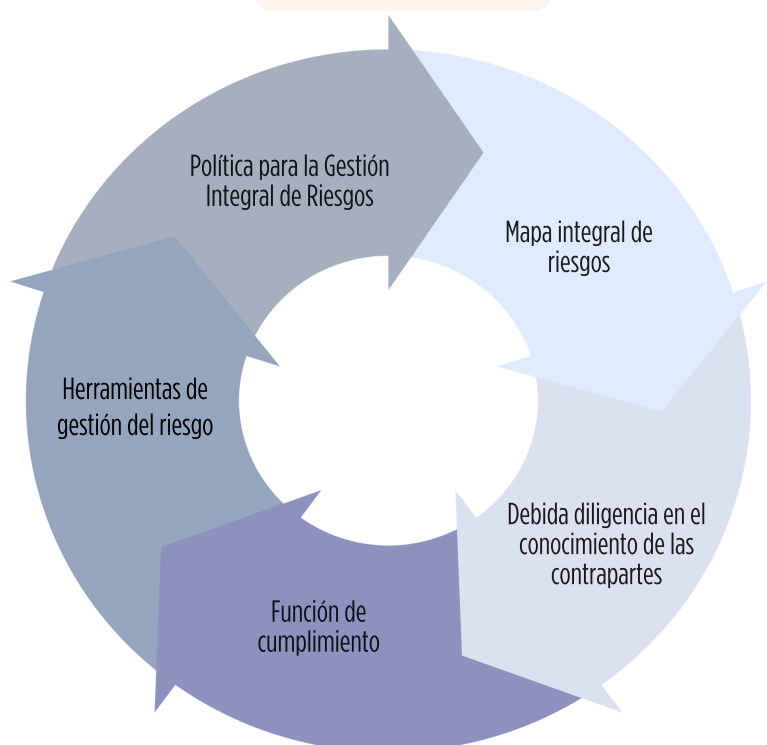 Política para la Gestión
Integral de Riesgos
Mapa integral de
riesgos
Debida diligencia en el
conocimiento de las
contrapartes
Función de
cumplimiento
Herramientas de
gestión del riesgo